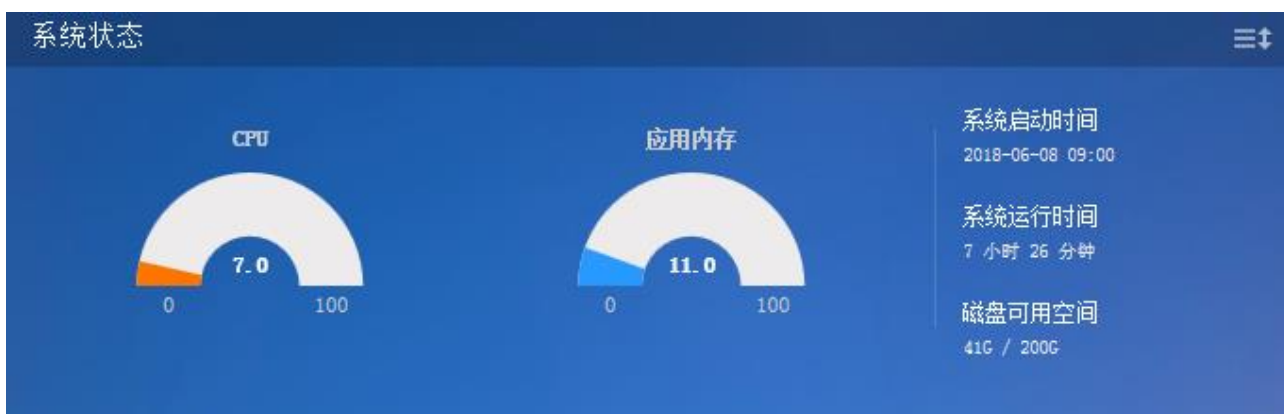 系统状态
CPU
7.0
0 100
应用内存
11.0
0 100
系统启动时间
2018-06-08 09:00
系统运行时间
7 小时 26 分钟
磁盘可用空间
41G / 200G